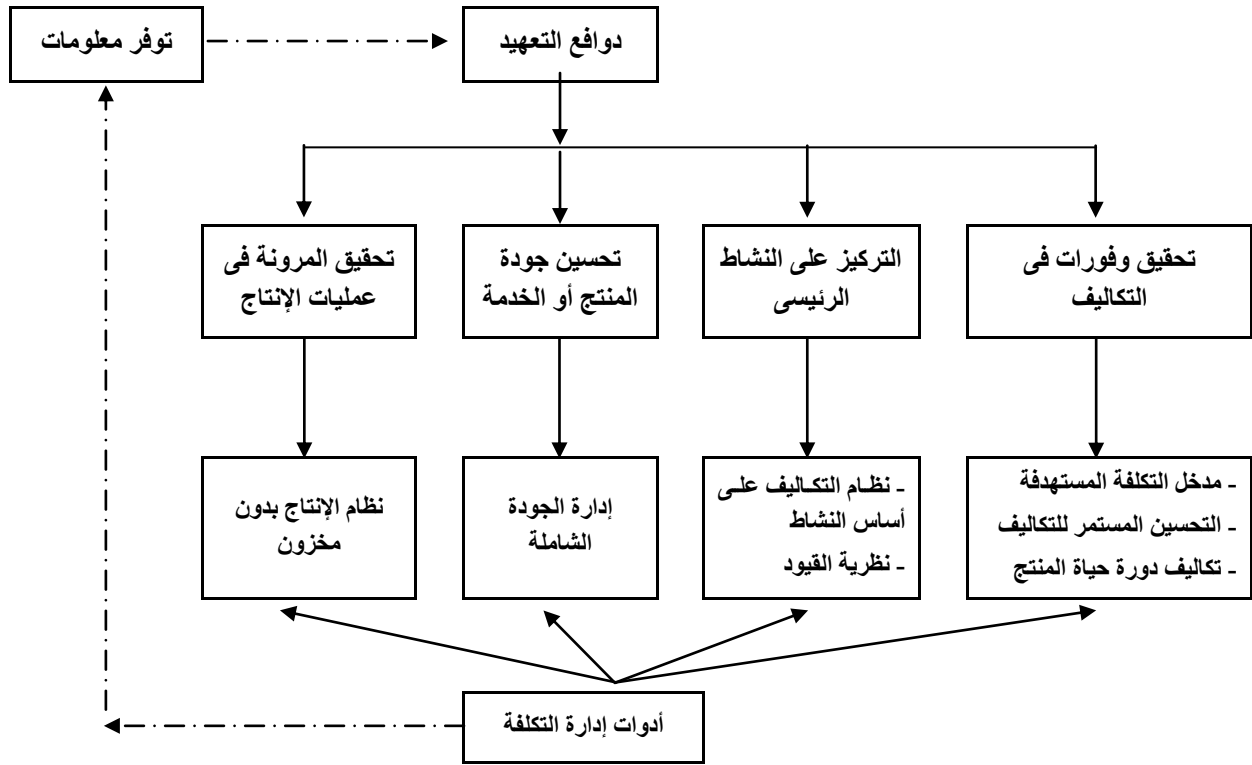 دوافع التعهيد
توفر معلومات
تحقيق وفورات فى
التكاليف
التركيز على النشاط
الرئيسى
تحسين جودة
المنتج أو الخدمة
تحقيق المرونة فى
عمليات الإنتاج
- مدخل التكلفة المستهدفة
- التحسين المستمر للتكاليف
- تكاليف دورة حياة المنتج
- نظام التكاليف على
أساس النشاط
- نظرية القيود
إدارة الجودة
الشاملة
نظام الإنتاج بدون
مخزون
أدوات إدارة التكلفة